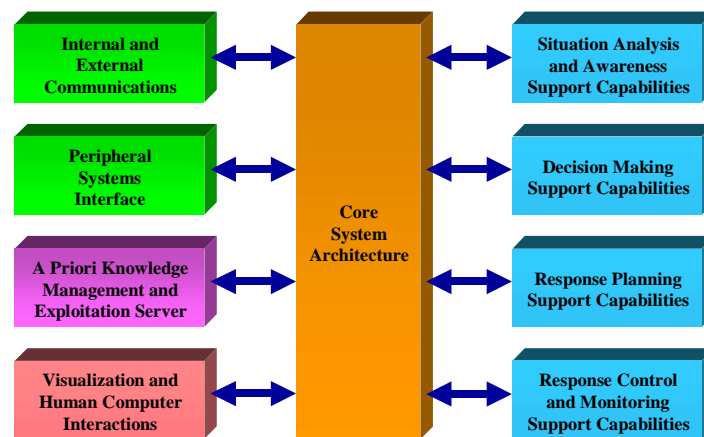 Internal and
External
Communications
Peripheral
Systems
Interface
A Priori Knowledge
Management and
Exploitation Server
Visualization and
Human Computer
Interactions
Core
System
Architecture
Situation Analysis
and Awareness
Support Capabilities
Decision Making
Support Capabilities
Response Planning
Support Capabilities
Response Control
and Monitoring
Support Capabilities